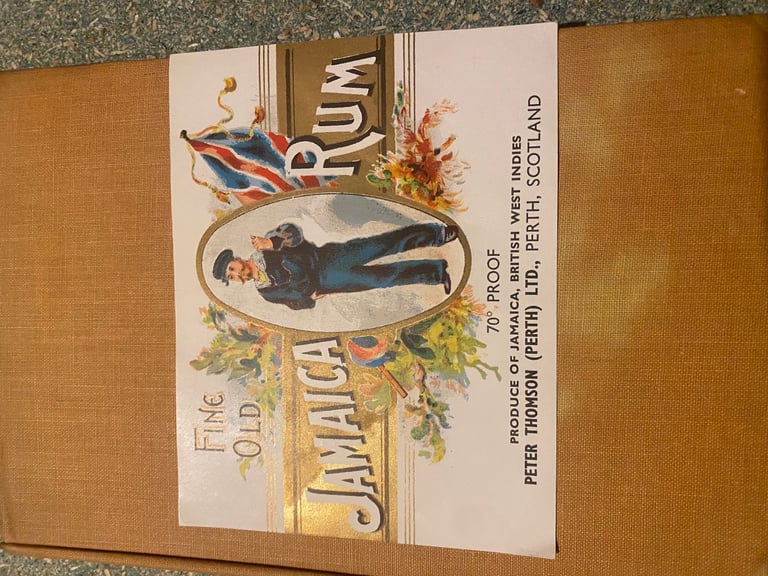 FINE
OLD
JAMAICA RUM
70° PROOF
PRODUCE OF JAMAICA, BRITISH WEST INDIES
PETER THOMSON (PERTH) LTD., PERTH, SCOTLAND